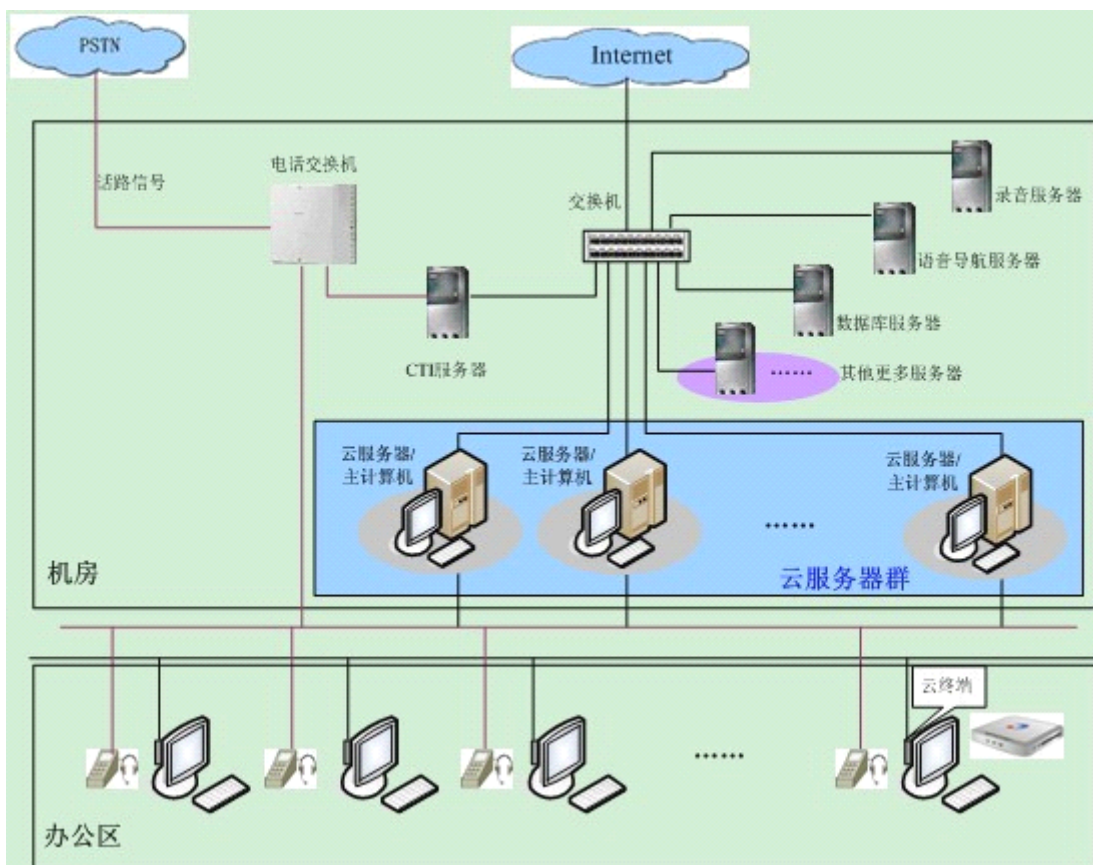 PSTN
Internet
话路信号
电话交换机
交换机
录音服务器
语音导航服务器
数据库服务器
CTI服务器
……
其他更多服务器
云服务器/
主计算机
云服务器/
主计算机
云服务器/
主计算机
……
机房
云服务器群
云终端
……
办公区